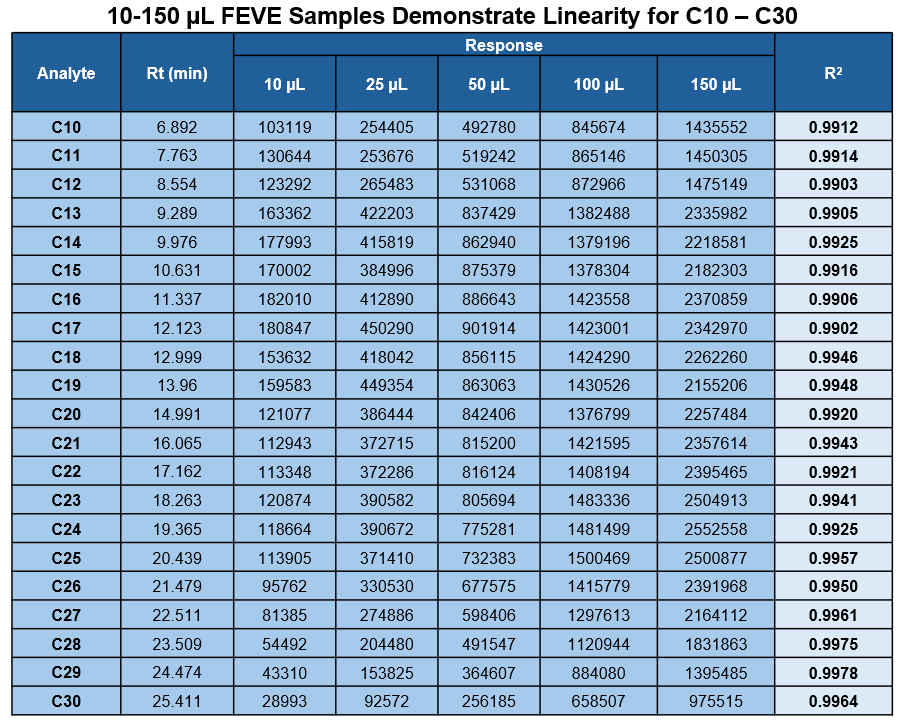 10-150 µL FEVE Samples Demonstrate Linearity for C10 – C30
Analyte Rt (min) Response R²
10 µL 25 µL 50 µL 100 µL 150 µL
C10 6.892 103119 254405 492780 845674 1435552 0.9912
C11 7.763 130644 253676 519242 865146 1450305 0.9914
C12 8.554 123292 265483 531068 872966 1475149 0.9903
C13 9.289 163362 422203 837429 1382488 2335982 0.9905
C14 9.976 177993 415819 862940 1379196 2218581 0.9925
C15 10.631 170002 384996 875379 1378304 2182303 0.9916
C16 11.337 182010 412890 886643 1423558 2370859 0.9906
C17 12.123 180847 450290 901914 1423001 2342970 0.9902
C18 12.999 153632 418042 856115 1424290 2262260 0.9946
C19 13.96 159583 449354 863063 1430526 2155206 0.9948
C20 14.991 121077 386444 842406 1376799 2257484 0.9920
C21 16.065 112943 372715 815200 1421595 2357614 0.9943
C22 17.162 113348 372286 816124 1408194 2395465 0.9921
C23 18.263 120874 390582 805694 1483336 2504913 0.9941
C24 19.365 118664 390672 775281 1481499 2552558 0.9925
C25 20.439 113905 371410 732383 1500469 2500877 0.9957
C26 21.479 95762 330530 677575 1415779 2391968 0.9950
C27 22.511 81385 274886 598406 1297613 2164112 0.9961
C28 23.509 54492 204480 491547 1120944 1831863 0.9975
C29 24.474 43310 153825 364607 884080 1395485 0.9978
C30 25.411 28993 92572 256185 658507 975515 0.9964